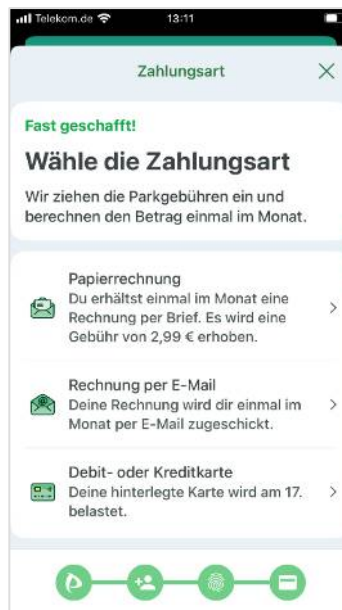 Telekom.de 13:11
Zahlungsart
Fast geschafft!
Wähle die Zahlungsart
Wir ziehen die Parkgebühren ein und
berechnen den Betrag einmal im Monat.
Papierrechnung
Du erhältst einmal im Monat eine
Rechnung per Brief. Es wird eine
Gebühr von 2,99 € erhoben.
Rechnung per E-Mail
Deine Rechnung wird dir einmal im
Monat per E-Mail zugeschickt.
Debit- oder Kreditkarte
Deine hinterlegte Karte wird am 17.
belastet.